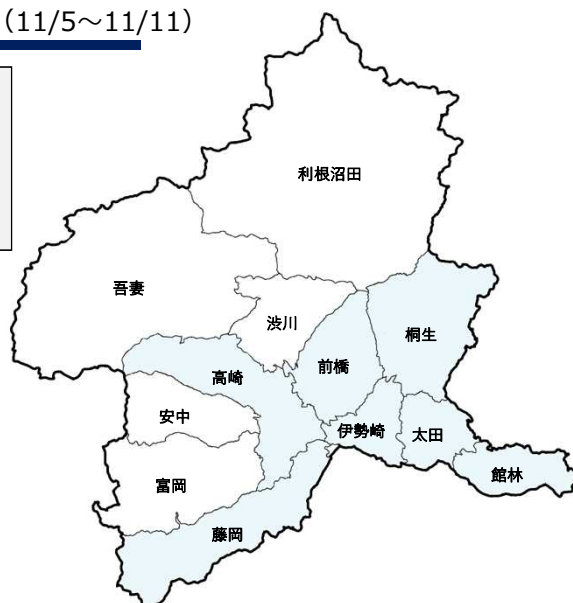 （11/5～11/11）
利根沼田
吾妻
渋川
桐生
前橋
高崎
安中
伊勢崎
太田
館林
富岡
藤岡